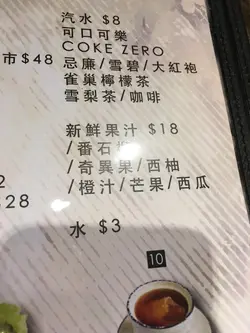 汽水 $8
可口可樂
COKE ZERO
市 $48
忌廉/雪碧/大紅袍
雀巢檸檬茶
雪梨茶/咖啡
新鮮果汁 $18
/番石
/奇異果/西柚
/橙汁/芒果/西瓜
28
水 $3
10